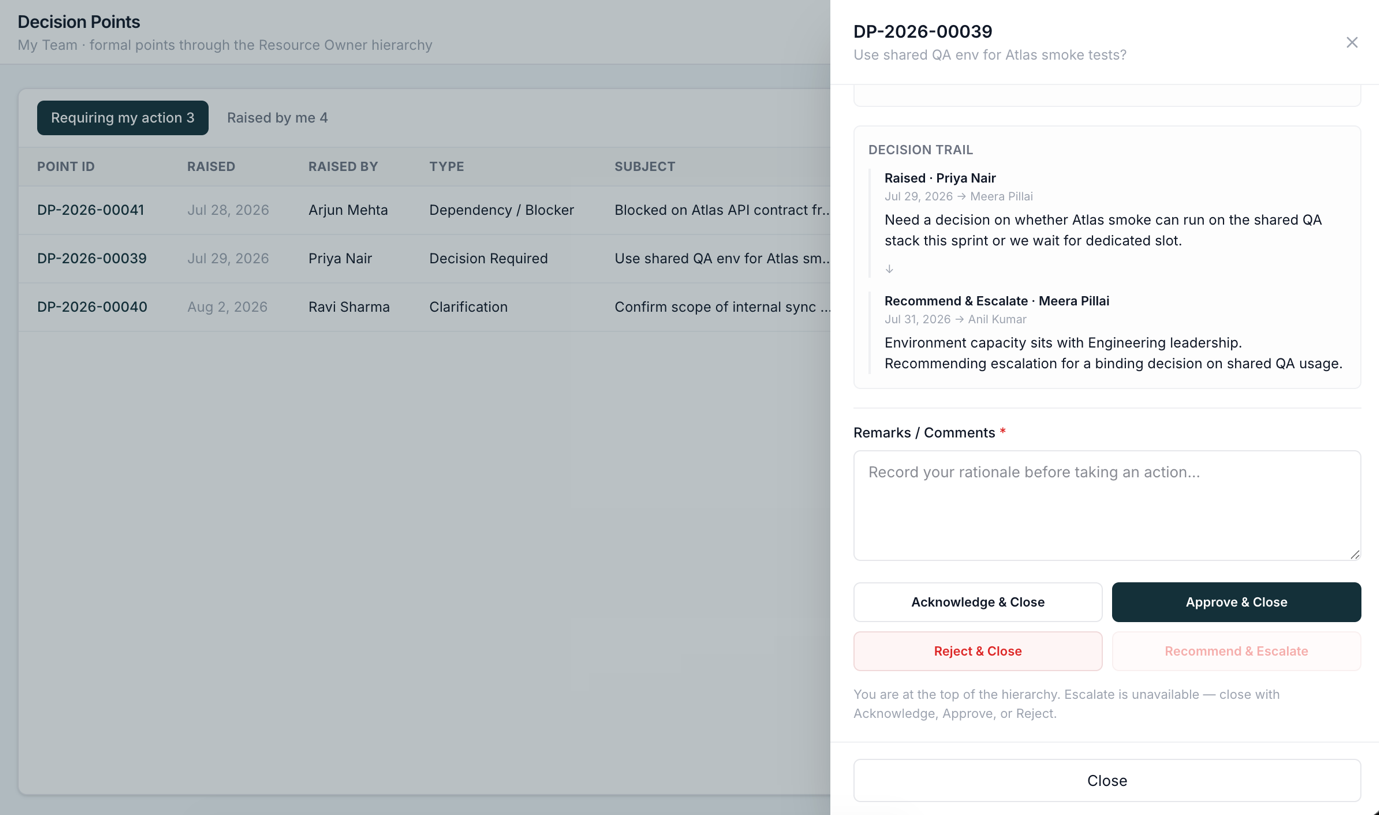 Decision Points
My Team · formal points through the Resource Owner hierarchy
Requiring my action 3
Raised by me 4
POINT ID RAISED RAISED BY TYPE SUBJECT
DP-2026-00041 Jul 28, 2026 Arjun Mehta Dependency / Blocker Blocked on Atlas API contract fr...
DP-2026-00039 Jul 29, 2026 Priya Nair Decision Required Use shared QA env for Atlas sm...
DP-2026-00040 Aug 2, 2026 Ravi Sharma Clarification Confirm scope of internal sync ...
DP-2026-00039
Use shared QA env for Atlas smoke tests?
DECISION TRAIL
Raised · Priya Nair
Jul 29, 2026 → Meera Pillai
Need a decision on whether Atlas smoke can run on the shared QA
stack this sprint or we wait for dedicated slot.
↓
Recommend & Escalate · Meera Pillai
Jul 31, 2026 → Anil Kumar
Environment capacity sits with Engineering leadership.
Recommending escalation for a binding decision on shared QA usage.
Remarks / Comments *
Record your rationale before taking an action...
Acknowledge & Close
Approve & Close
Reject & Close
Recommend & Escalate
You are at the top of the hierarchy. Escalate is unavailable — close with
Acknowledge, Approve, or Reject.
Close